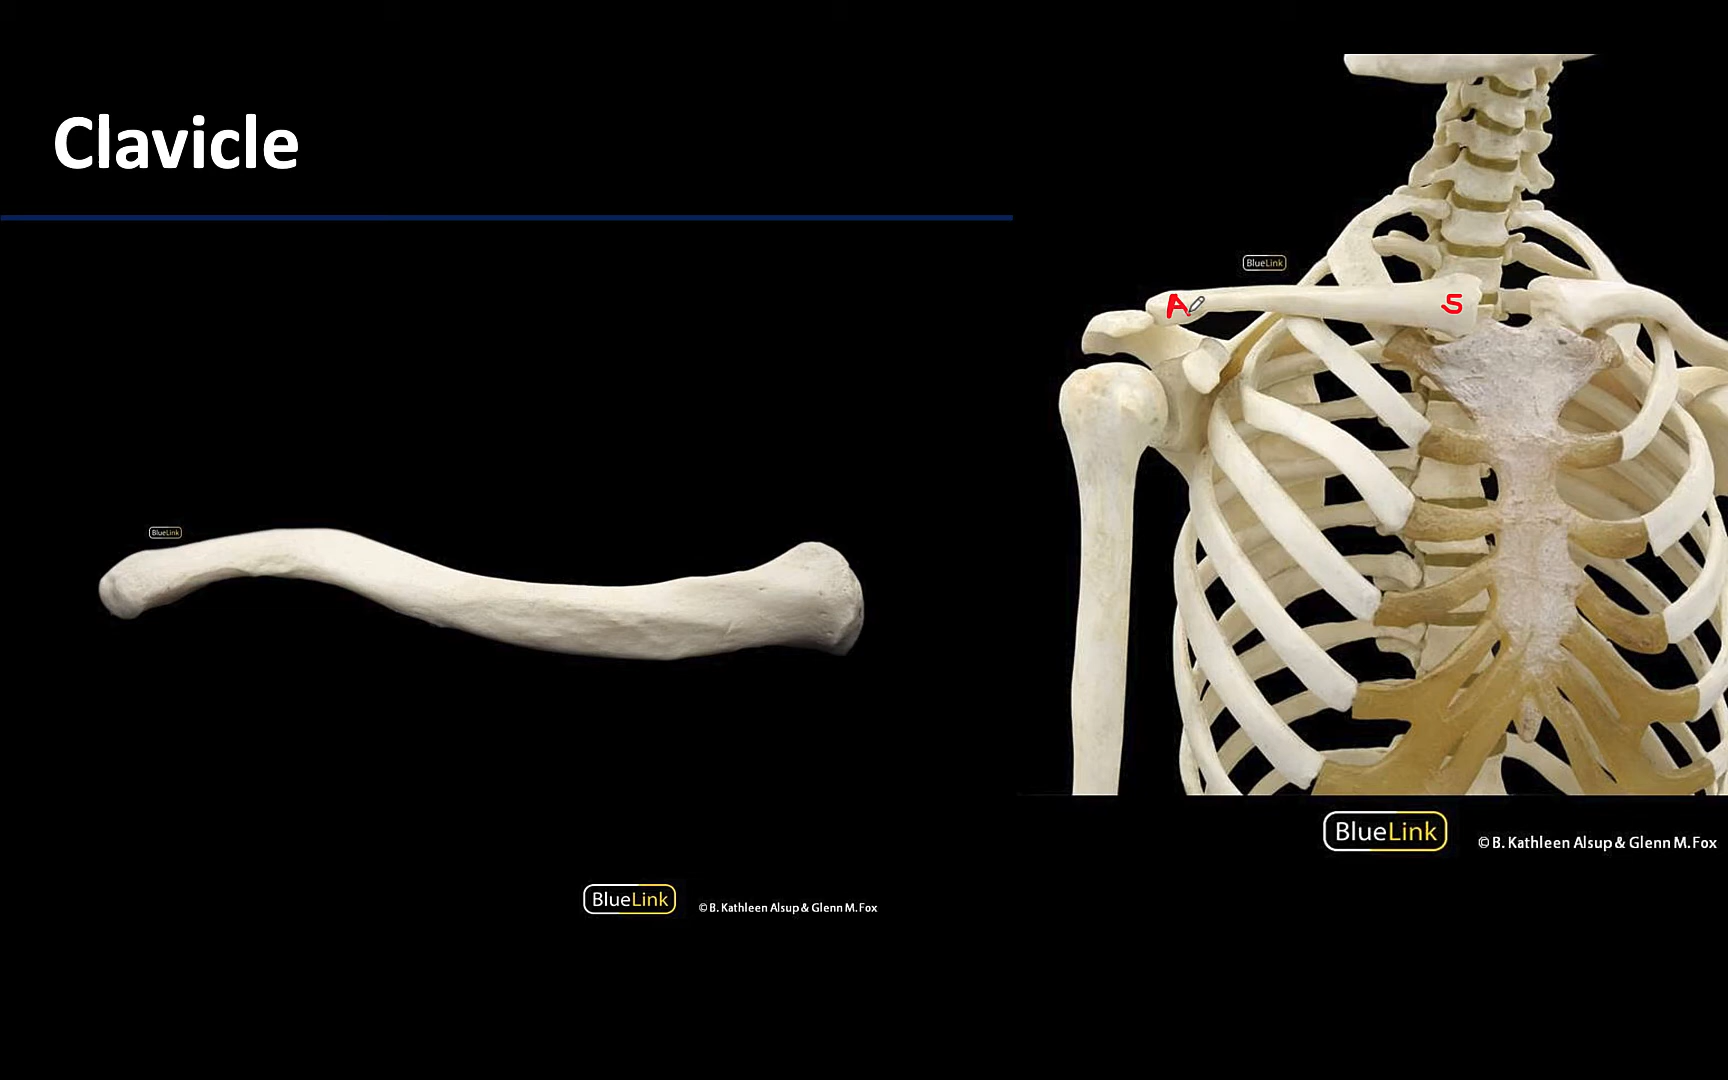 Clavicle
BlueLink
A
S
BlueLink
BlueLink
© B. Kathleen Alsup & Glenn M. Fox
BlueLink
© B. Kathleen Alsup & Glenn M. Fox